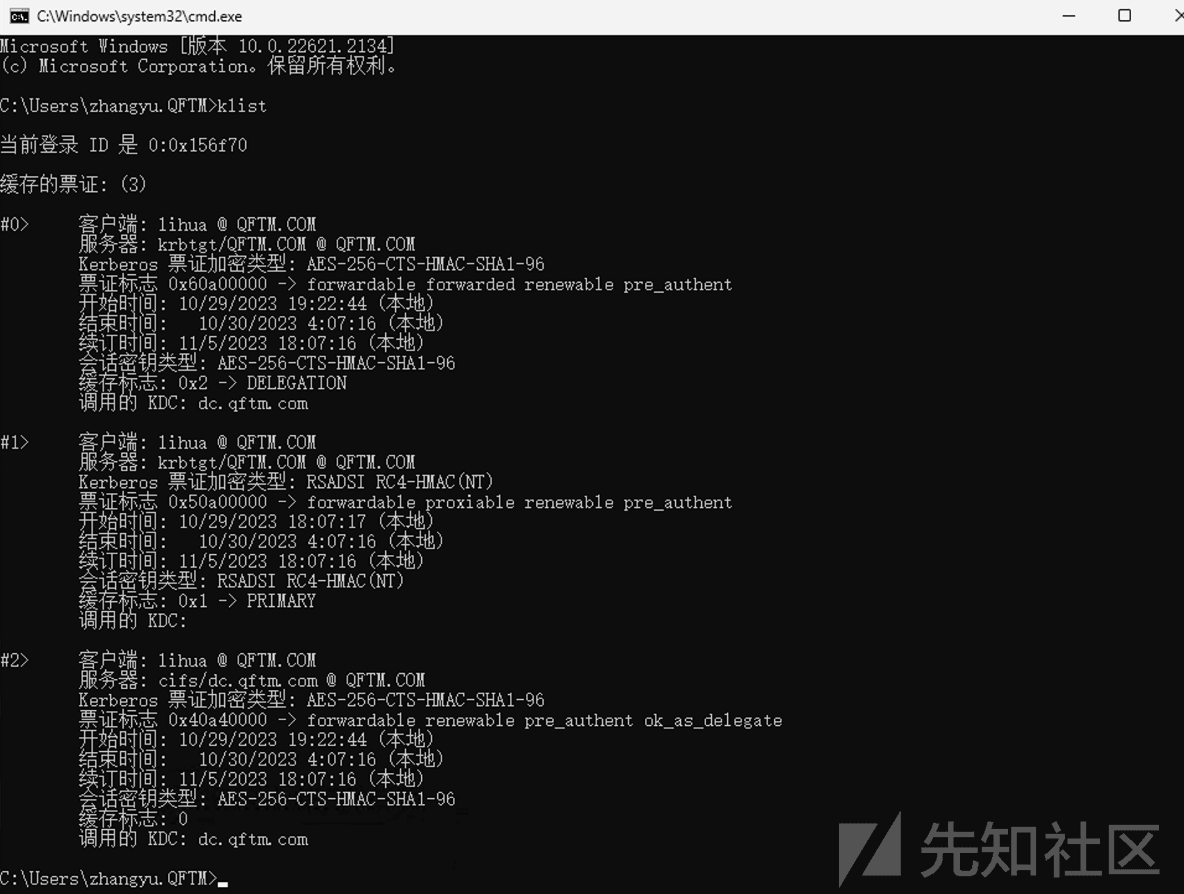 C:\Windows\system32\cmd.exe
Microsoft Windows [版本 10.0.22621.2134]
(c) Microsoft Corporation。保留所有权利。
C:\Users\zhangyu.QFTM>klist
当前登录 ID 是 0:0x156f70
缓存的票证: (3)
#0> 客户端: lihua @ QFTM.COM
服务器: krbtgt/QFTM.COM @ QFTM.COM
Kerberos 票证加密类型: AES-256-CTS-HMAC-SHA1-96
票证标志 0x60a00000 -> forwardable forwarded renewable pre_authent
开始时间: 10/29/2023 19:22:44 (本地)
结束时间: 10/30/2023 4:07:16 (本地)
续订时间: 11/5/2023 18:07:16 (本地)
会话密钥类型: AES-256-CTS-HMAC-SHA1-96
缓存标志: 0x2 -> DELEGATION
调用的 KDC: dc.qftm.com
#1> 客户端: lihua @ QFTM.COM
服务器: krbtgt/QFTM.COM @ QFTM.COM
Kerberos 票证加密类型: RSADSI RC4-HMAC(NT)
票证标志 0x50a00000 -> forwardable proxiable renewable pre_authent
开始时间: 10/29/2023 18:07:17 (本地)
结束时间: 10/30/2023 4:07:16 (本地)
续订时间: 11/5/2023 18:07:16 (本地)
会话密钥类型: RSADSI RC4-HMAC(NT)
缓存标志: 0x1 -> PRIMARY
调用的 KDC:
#2> 客户端: lihua @ QFTM.COM
服务器: cifs/dc.qftm.com @ QFTM.COM
Kerberos 票证加密类型: AES-256-CTS-HMAC-SHA1-96
票证标志 0x40a40000 -> forwardable renewable pre_authent ok_as_delegate
开始时间: 10/29/2023 19:22:44 (本地)
结束时间: 10/30/2023 4:07:16 (本地)
续订时间: 11/5/2023 18:07:16 (本地)
会话密钥类型: AES-256-CTS-HMAC-SHA1-96
缓存标志: 0
调用的 KDC: dc.qftm.com
C:\Users\zhangyu.QFTM>
先知社区